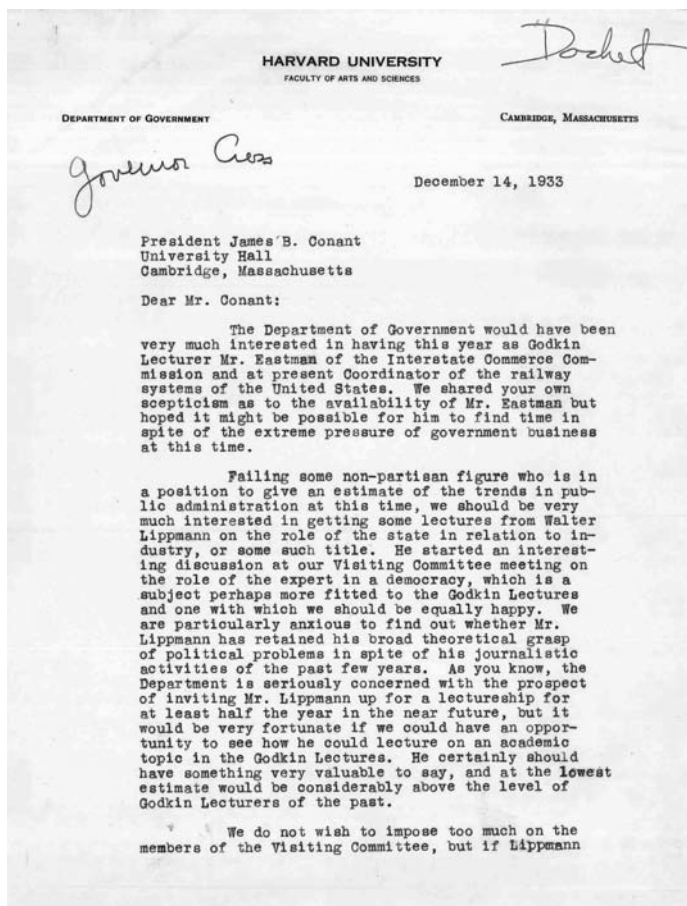 Docket
HARVARD UNIVERSITY
FACULTY OF ARTS AND SCIENCES
DEPARTMENT OF GOVERNMENT
CAMBRIDGE, MASSACHUSETTS
Governor
December 14, 1933
President James B. Conant
University Hall
Cambridge, Massachusetts
Dear Mr. Conant:
The Department of Government would have been
very much interested in having this year as Godkin
Lecturer Mr. Eastman of the Interstate Commerce Com-
mission and at present Coordinator of the railway
systems of the United States. We shared your own
scepticism as to the availability of Mr. Eastman but
hoped it might be possible for him to find time in
spite of the extreme pressure of government business
at this time.
Failing some non-partisan figure who is in
a position to give an estimate of the trends in pub-
lic administration at this time, we should be very
much interested in getting some lectures from Walter
Lippmann on the role of the state in relation to in-
dustry, or some such title. He started an interest-
ing discussion at our Visiting Committee meeting on
the role of the expert in a democracy, which is a
subject perhaps more fitted to the Godkin Lectures
and one with which we should be equally happy. We
are particularly anxious to find out whether Mr.
Lippmann has retained his broad theoretical grasp
of political problems in spite of his journalistic
activities of the past few years. As you know, the
Department is seriously concerned with the prospect
of inviting Mr. Lippmann up for a lectureship for
at least half the year in the near future, but it
would be very fortunate if we could have an oppor-
tunity to see how he could lecture on an academic
topic in the Godkin Lectures. He certainly should
have something very valuable to say, and at the lowest
estimate would be considerably above the level of
Godkin Lecturers of the past.
We do not wish to impose too much on the
members of the Visiting Committee, but if Lippmann